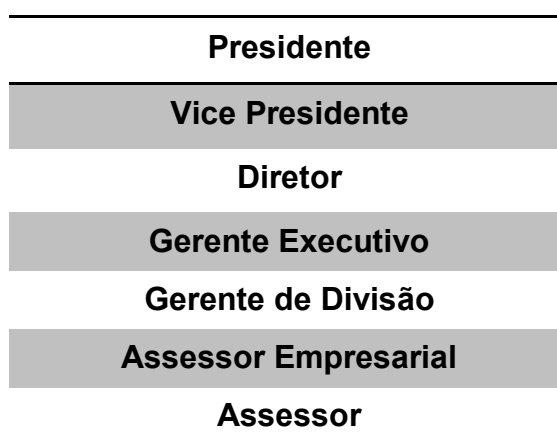 Presidente
Vice Presidente
Diretor
Gerente Executivo
Gerente de Divisão
Assessor Empresarial
Assessor